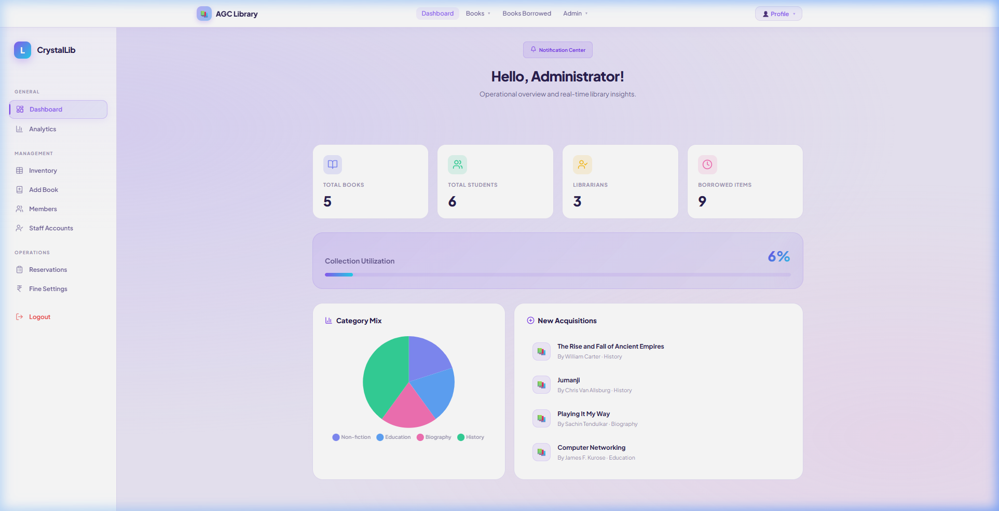 AGC Library
Dashboard
Books
Books Borrowed
Admin
Profile
L
CrystalLib
GENERAL
Dashboard
Analytics
MANAGEMENT
Inventory
Add Book
Members
Staff Accounts
OPERATIONS
Reservations
Fine Settings
Logout
Notification Center
Hello, Administrator!
Operational overview and real-time library insights.
TOTAL BOOKS
5
TOTAL STUDENTS
6
LIBRARIANS
3
BORROWED ITEMS
9
Collection Utilization
6%
Category Mix
Non-fiction
Education
Biography
History
New Acquisitions
The Rise and Fall of Ancient Empires
By William Carter · History
Jumanji
By Chris Van Allsburg · History
Playing It My Way
By Sachin Tendulkar · Biography
Computer Networking
By James F. Kurose · Education